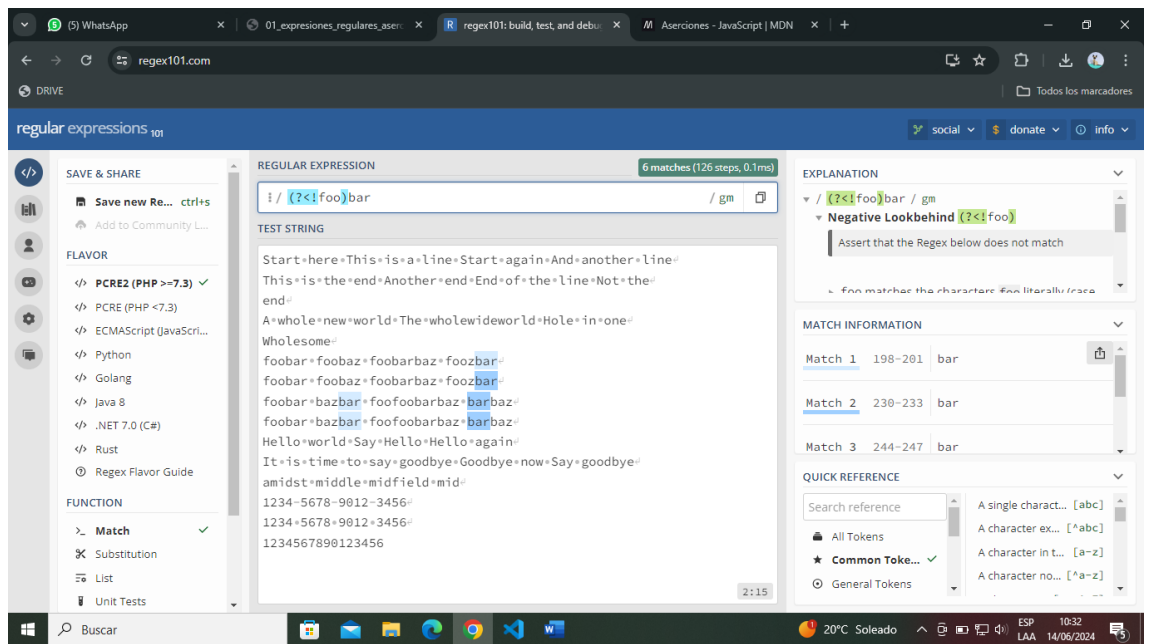 (5) WhatsApp
01_expresiones_regulares_aserc
regex101: build, test, and debu
Aserciones - JavaScript | MDN
regex101.com
DRIVE
Todos los marcadores
regular expressions 101
social
$ donate
info
SAVE & SHARE
Save new Re... ctrl+s
Add to Community L...
FLAVOR
</> PCRE2 (PHP >=7.3)
</> PCRE (PHP <7.3)
</> ECMAScript (JavaScri...
</> Python
</> Golang
</> Java 8
</> .NET 7.0 (C#)
</> Rust
Regex Flavor Guide
FUNCTION
>_ Match
Substitution
List
Unit Tests
REGULAR EXPRESSION
6 matches (126 steps, 0.1ms)
/ (?<!foo)bar / gm
TEST STRING
Start here This is a line Start again And another line
This is the end Another end End of the line Not the
end
A whole new world The wholewideworld Hole in one
Wholesome
foobar foobaz foobarbaz foozbar
foobar foobaz foobarbaz foozbar
foobar bazbar foofoobarbaz barbaz
foobar bazbar foofoobarbaz barbaz
Hello world Say Hello Hello again
It is time to say goodbye Goodbye now Say goodbye
amidst middle midfield mid
1234-5678-9012-3456
1234 5678 9012 3456
1234567890123456
2:15
EXPLANATION
/ (?<!foo)bar / gm
Negative Lookbehind (?<!foo)
Assert that the Regex below does not match
foo matches the characters foo literally (case
MATCH INFORMATION
Match 1 198-201 bar
Match 2 230-233 bar
Match 3 244-247 bar
QUICK REFERENCE
Search reference
All Tokens
Common Toke...
General Tokens
A single charact... [abc]
A character ex... [^abc]
A character in t... [a-z]
A character no... [^a-z]
Buscar
20°C Soleado
ESP
LAA
10:32
14/06/2024
5